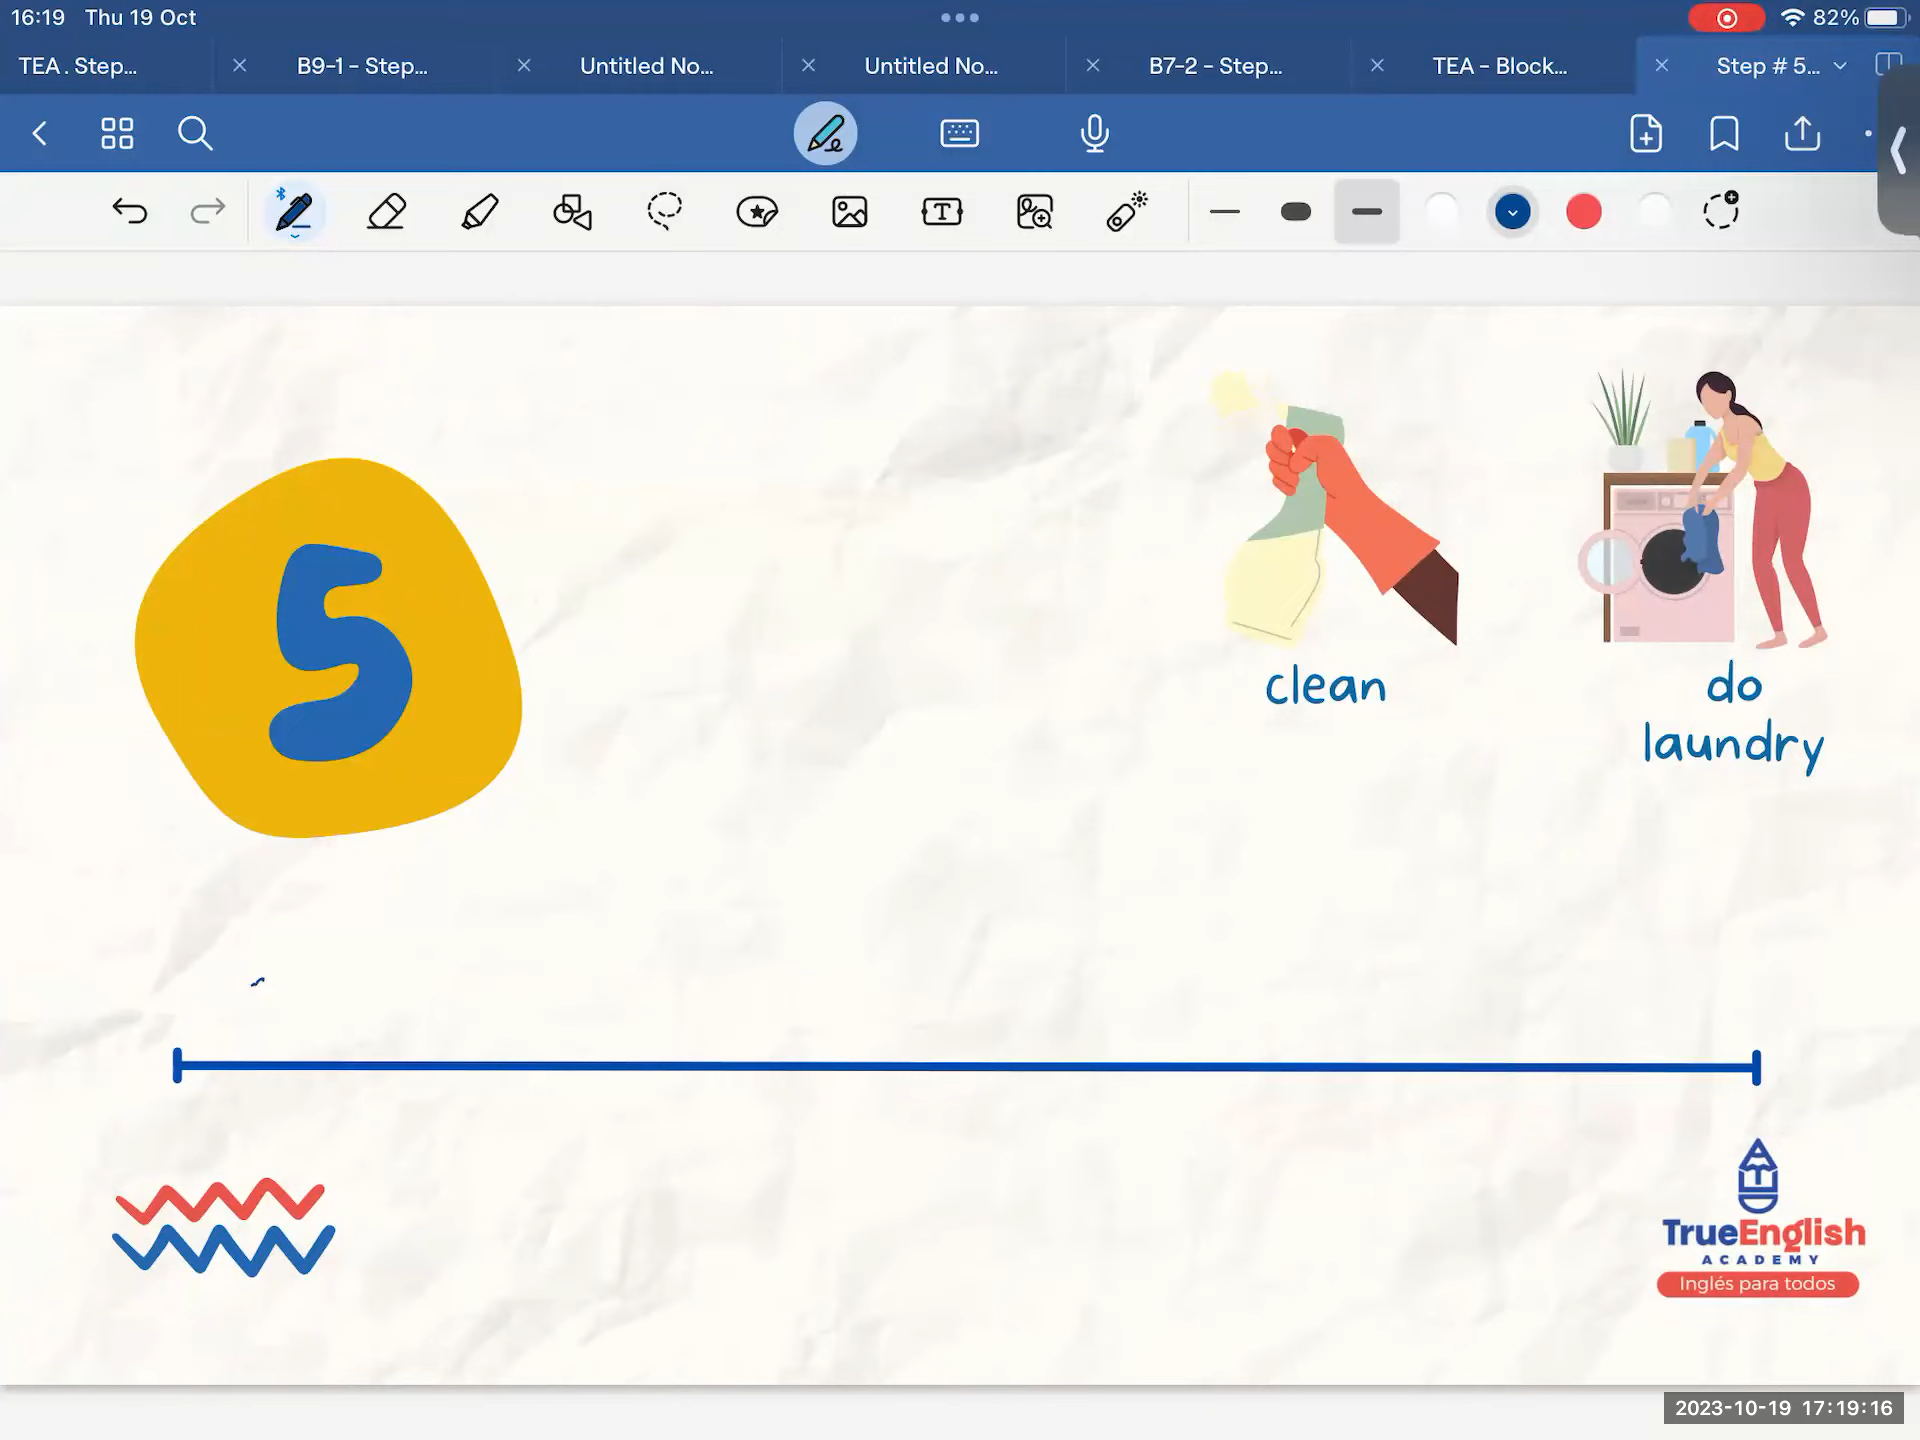 16:19 Thu 19 Oct
82%
TEA . Step...
B9-1 - Step...
Untitled No...
Untitled No...
B7-2 - Step...
TEA - Block...
Step # 5...
5
clean
do
laundry
TrueEnglish
ACADEMY
Inglés para todos
2023-10-19 17:19:16